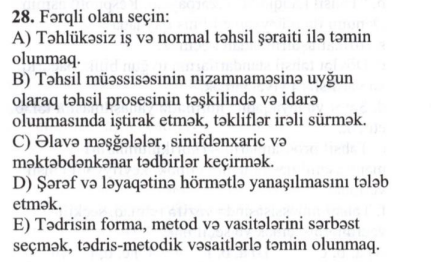 28. Fərqli olanı seçin:
A) Təhlükəsiz iş və normal təhsil şəraiti ilə təmin
olunmaq.
B) Təhsil müəssisəsinin nizamnaməsinə uyğun
olaraq təhsil prosesinin təşkilində və idarə
olunmasında iştirak etmək, təkliflər irəli sürmək.
C) Əlavə məşğələlər, sinifdənxaric və
məktəbdənkənar tədbirlər keçirmək.
D) Şərəf və ləyaqətinə hörmətlə yanaşılmasını tələb
etmək.
E) Tədrisin forma, metod və vasitələrini sərbəst
seçmək, tədris-metodik vəsaitlərlə təmin olunmaq.